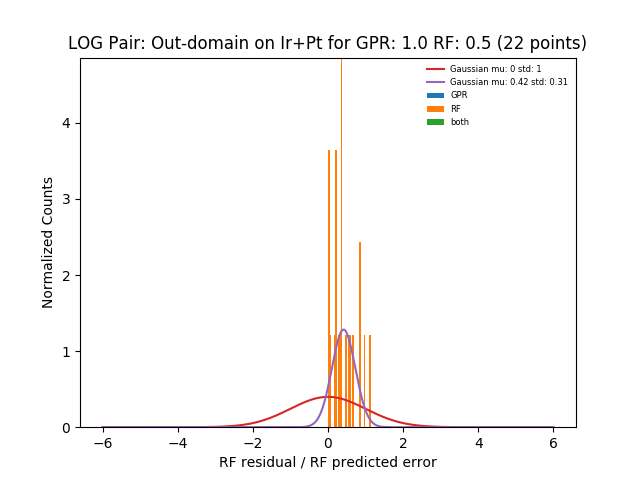 LOG Pair: Out-domain on Ir+Pt for GPR: 1.0 RF: 0.5 (22 points)
Gaussian mu: 0 std: 1
Gaussian mu: 0.42 std: 0.31
GPR
RF
both
Normalized Counts
4
3
2
1
0
−6 −4 −2 0 2 4 6
RF residual / RF predicted error